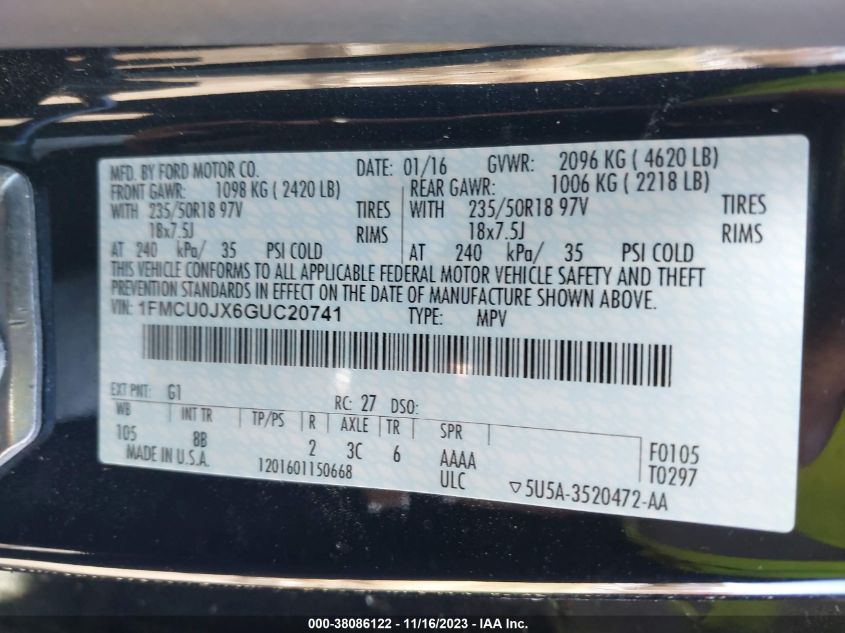 MFD. BY FORD MOTOR CO. DATE: 01/16 GVWR: 2096 KG ( 4620 LB)
FRONT GAWR: 1098 KG ( 2420 LB) REAR GAWR: 1006 KG ( 2218 LB)
WITH 235/50R18 97V TIRES WITH 235/50R18 97V TIRES
18x7.5J RIMS 18x7.5J RIMS
AT 240 kPa/ 35 PSI COLD AT 240 kPa/ 35 PSI COLD
THIS VEHICLE CONFORMS TO ALL APPLICABLE FEDERAL MOTOR VEHICLE SAFETY AND THEFT
PREVENTION STANDARDS IN EFFECT ON THE DATE OF MANUFACTURE SHOWN ABOVE.
VIN: 1FMCU0JX6GUC20741 TYPE: MPV
EXT PNT: G1 RC: 27 DSO:
WB INT TR TP/PS R AXLE TR SPR
105 8B 2 3C 6 AAAA F0105
MADE IN U.S.A. 1201601150668 ULC T0297
▽5U5A-3520472-AA
000-38086122 - 11/16/2023 - IAA Inc.